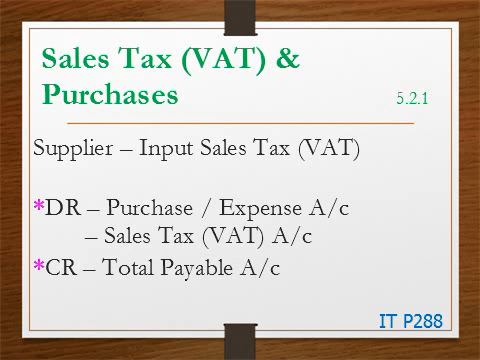 Sales Tax (VAT) &
Purchases 5.2.1
Supplier – Input Sales Tax (VAT)
*DR – Purchase / Expense A/c
– Sales Tax (VAT) A/c
*CR – Total Payable A/c
IT P288